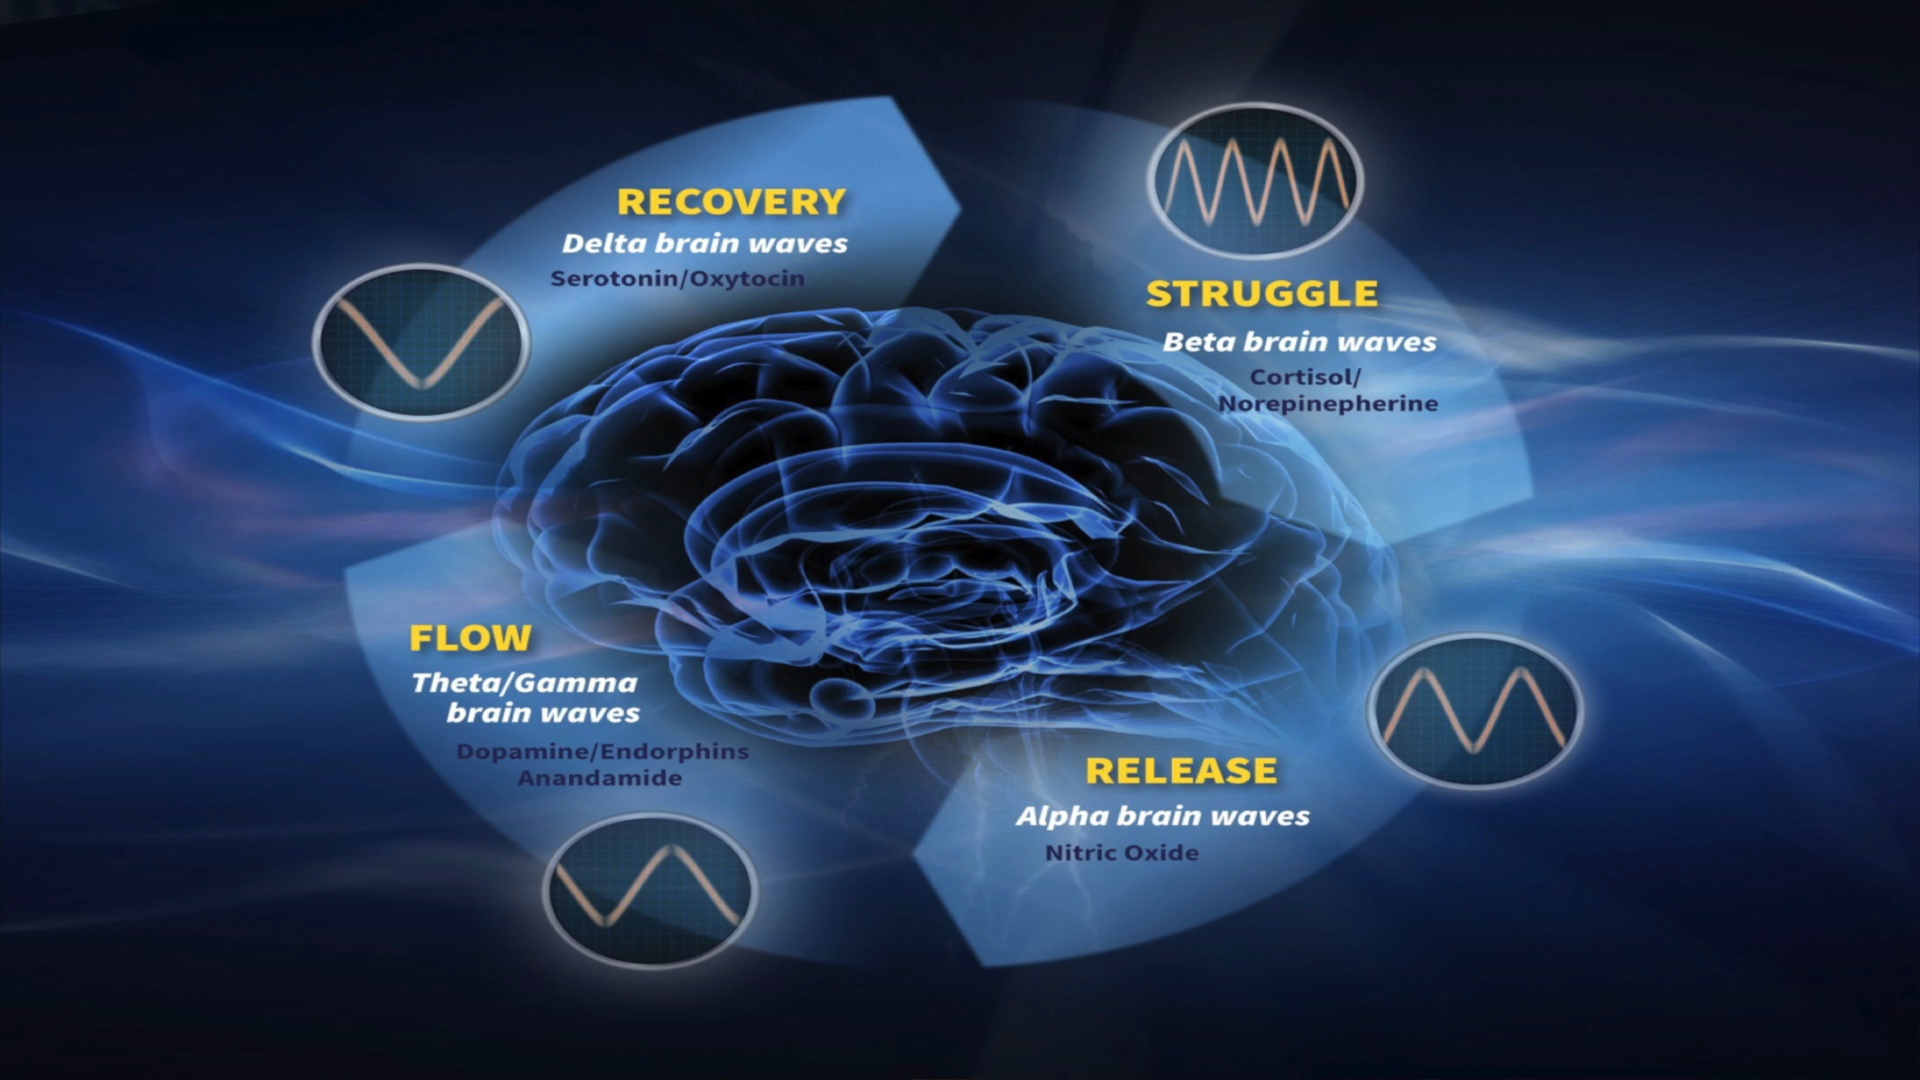 RECOVERY
Delta brain waves
Serotonin/Oxytocin
STRUGGLE
Beta brain waves
Cortisol/
Norepinepherine
FLOW
Theta/Gamma
brain waves
Dopamine/Endorphins
Anandamide
RELEASE
Alpha brain waves
Nitric Oxide